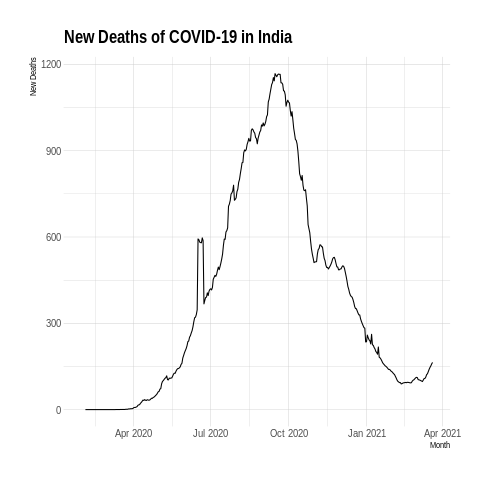 New Deaths of COVID-19 in India
New Deaths
1200
900
600
300
0
Apr 2020 Jul 2020 Oct 2020 Jan 2021 Apr 2021
Month